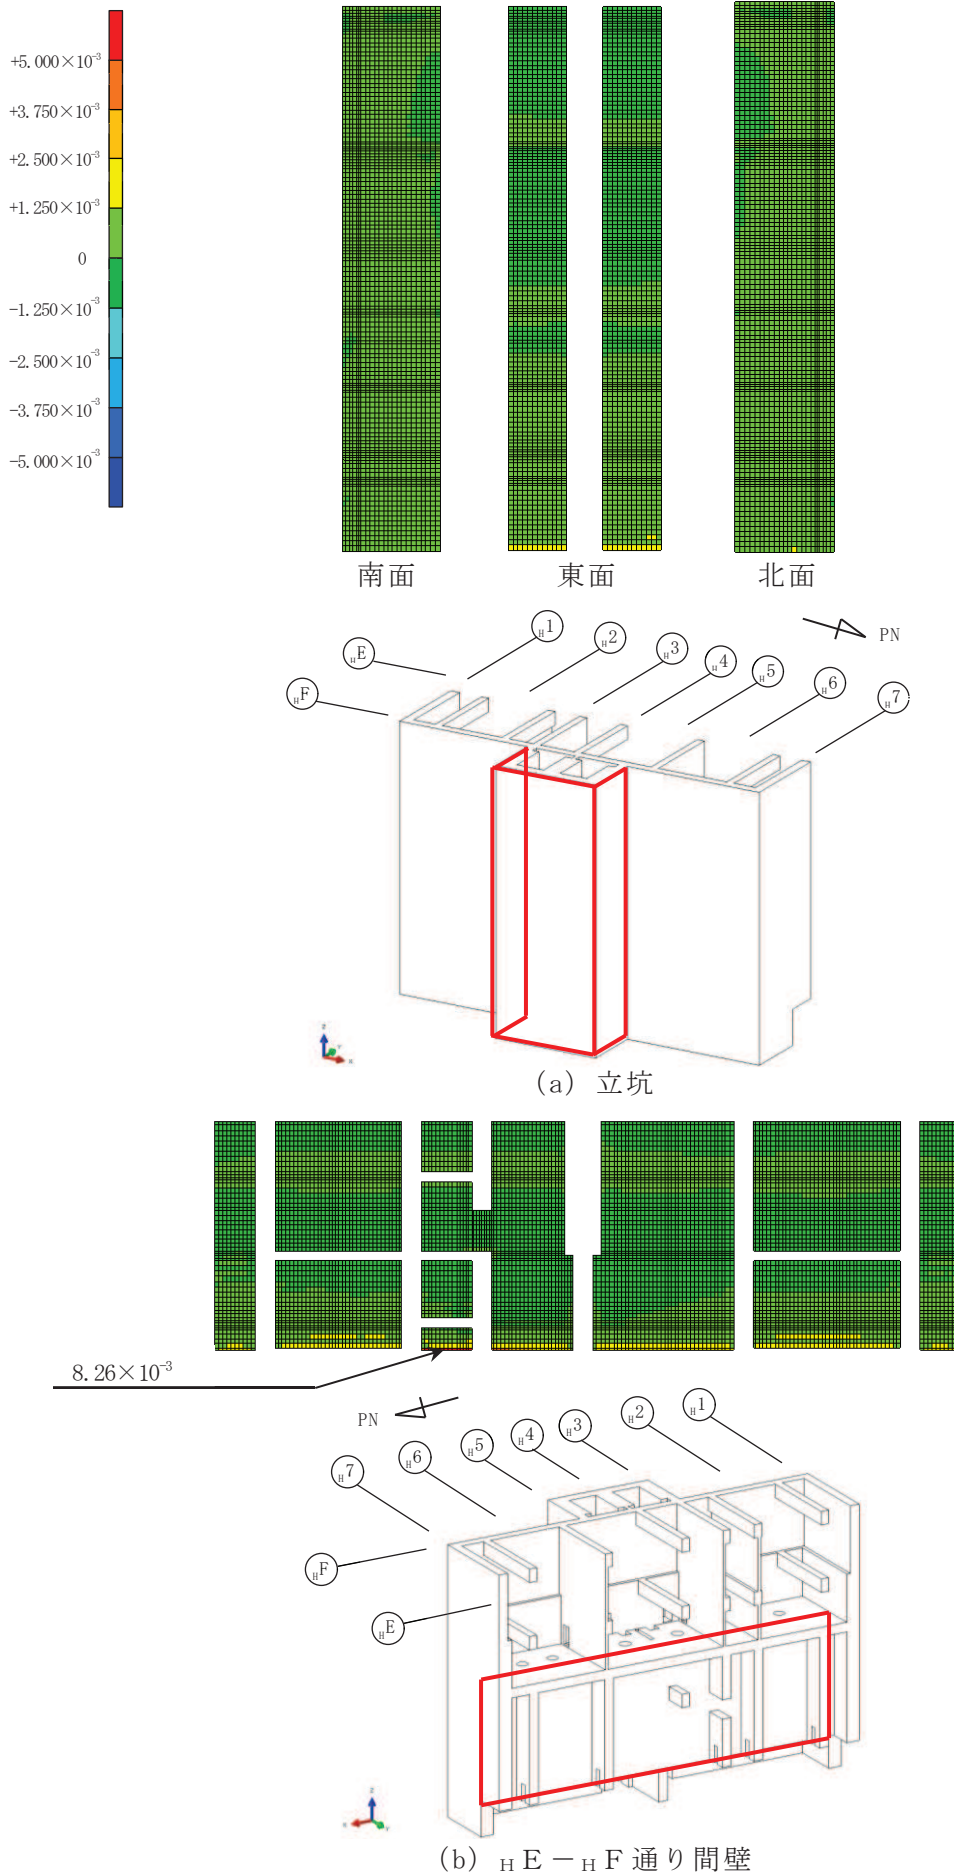 +5.000×10⁻³
+3.750×10⁻³
+2.500×10⁻³
+1.250×10⁻³
0
−1.250×10⁻³
−2.500×10⁻³
−3.750×10⁻³
−5.000×10⁻³
南面
東面
北面
HE
HF
H1
H2
H3
H4
H5
H6
H7
PN
Z
Y
X
(a) 立坑
8.26×10⁻³
PN
H7
H6
H5
H4
H3
H2
H1
HF
HE
Z
X
Y
(b) HE−HF通り間壁